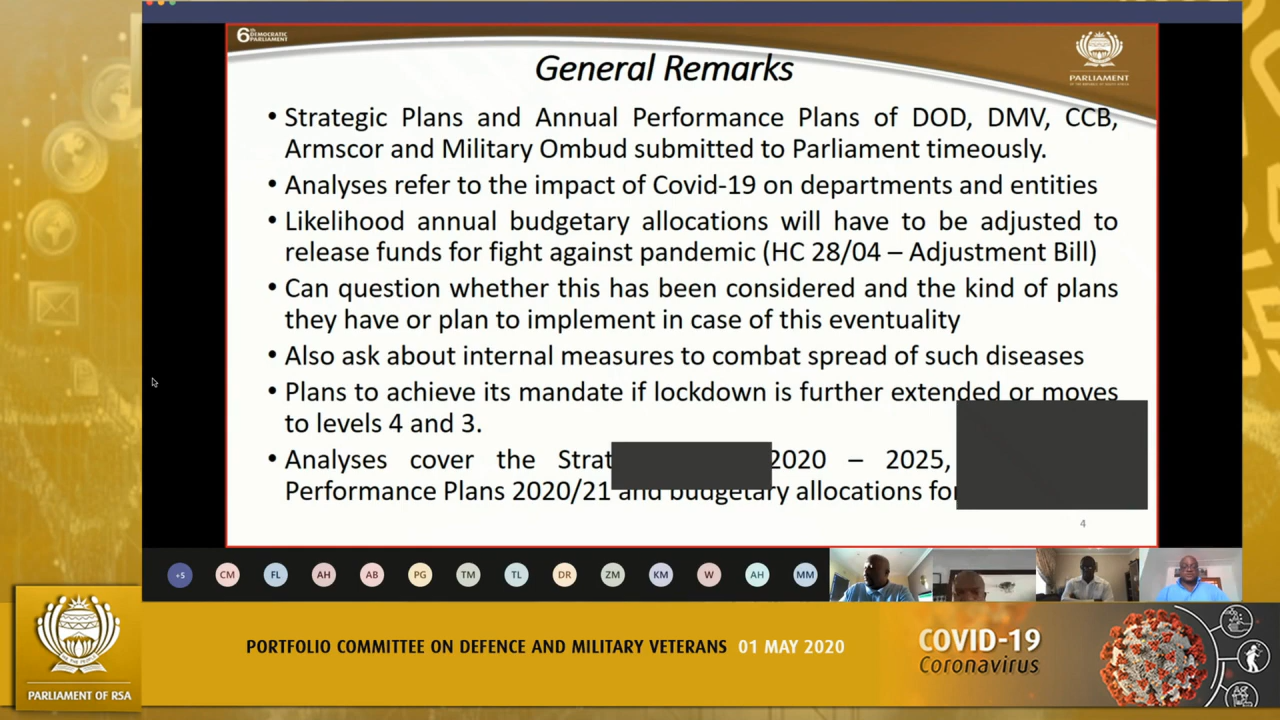 6TH DEMOCRATIC PARLIAMENT
PARLIAMENT
General Remarks
• Strategic Plans and Annual Performance Plans of DOD, DMV, CCB,
Armscor and Military Ombud submitted to Parliament timeously.
• Analyses refer to the impact of Covid-19 on departments and entities
• Likelihood annual budgetary allocations will have to be adjusted to
release funds for fight against pandemic (HC 28/04 – Adjustment Bill)
• Can question whether this has been considered and the kind of plans
they have or plan to implement in case of this eventuality
• Also ask about internal measures to combat spread of such diseases
• Plans to achieve its mandate if lockdown is further extended or moves
to levels 4 and 3.
• Analyses cover the 2020 – 2025,
Performance Plans 2020/21 and budgetary allocations for
4
+5 CM FL AH AB PG TM TL DR ZM KM W AH MM
PARLIAMENT OF RSA
PORTFOLIO COMMITTEE ON DEFENCE AND MILITARY VETERANS 01 MAY 2020
COVID-19
Coronavirus